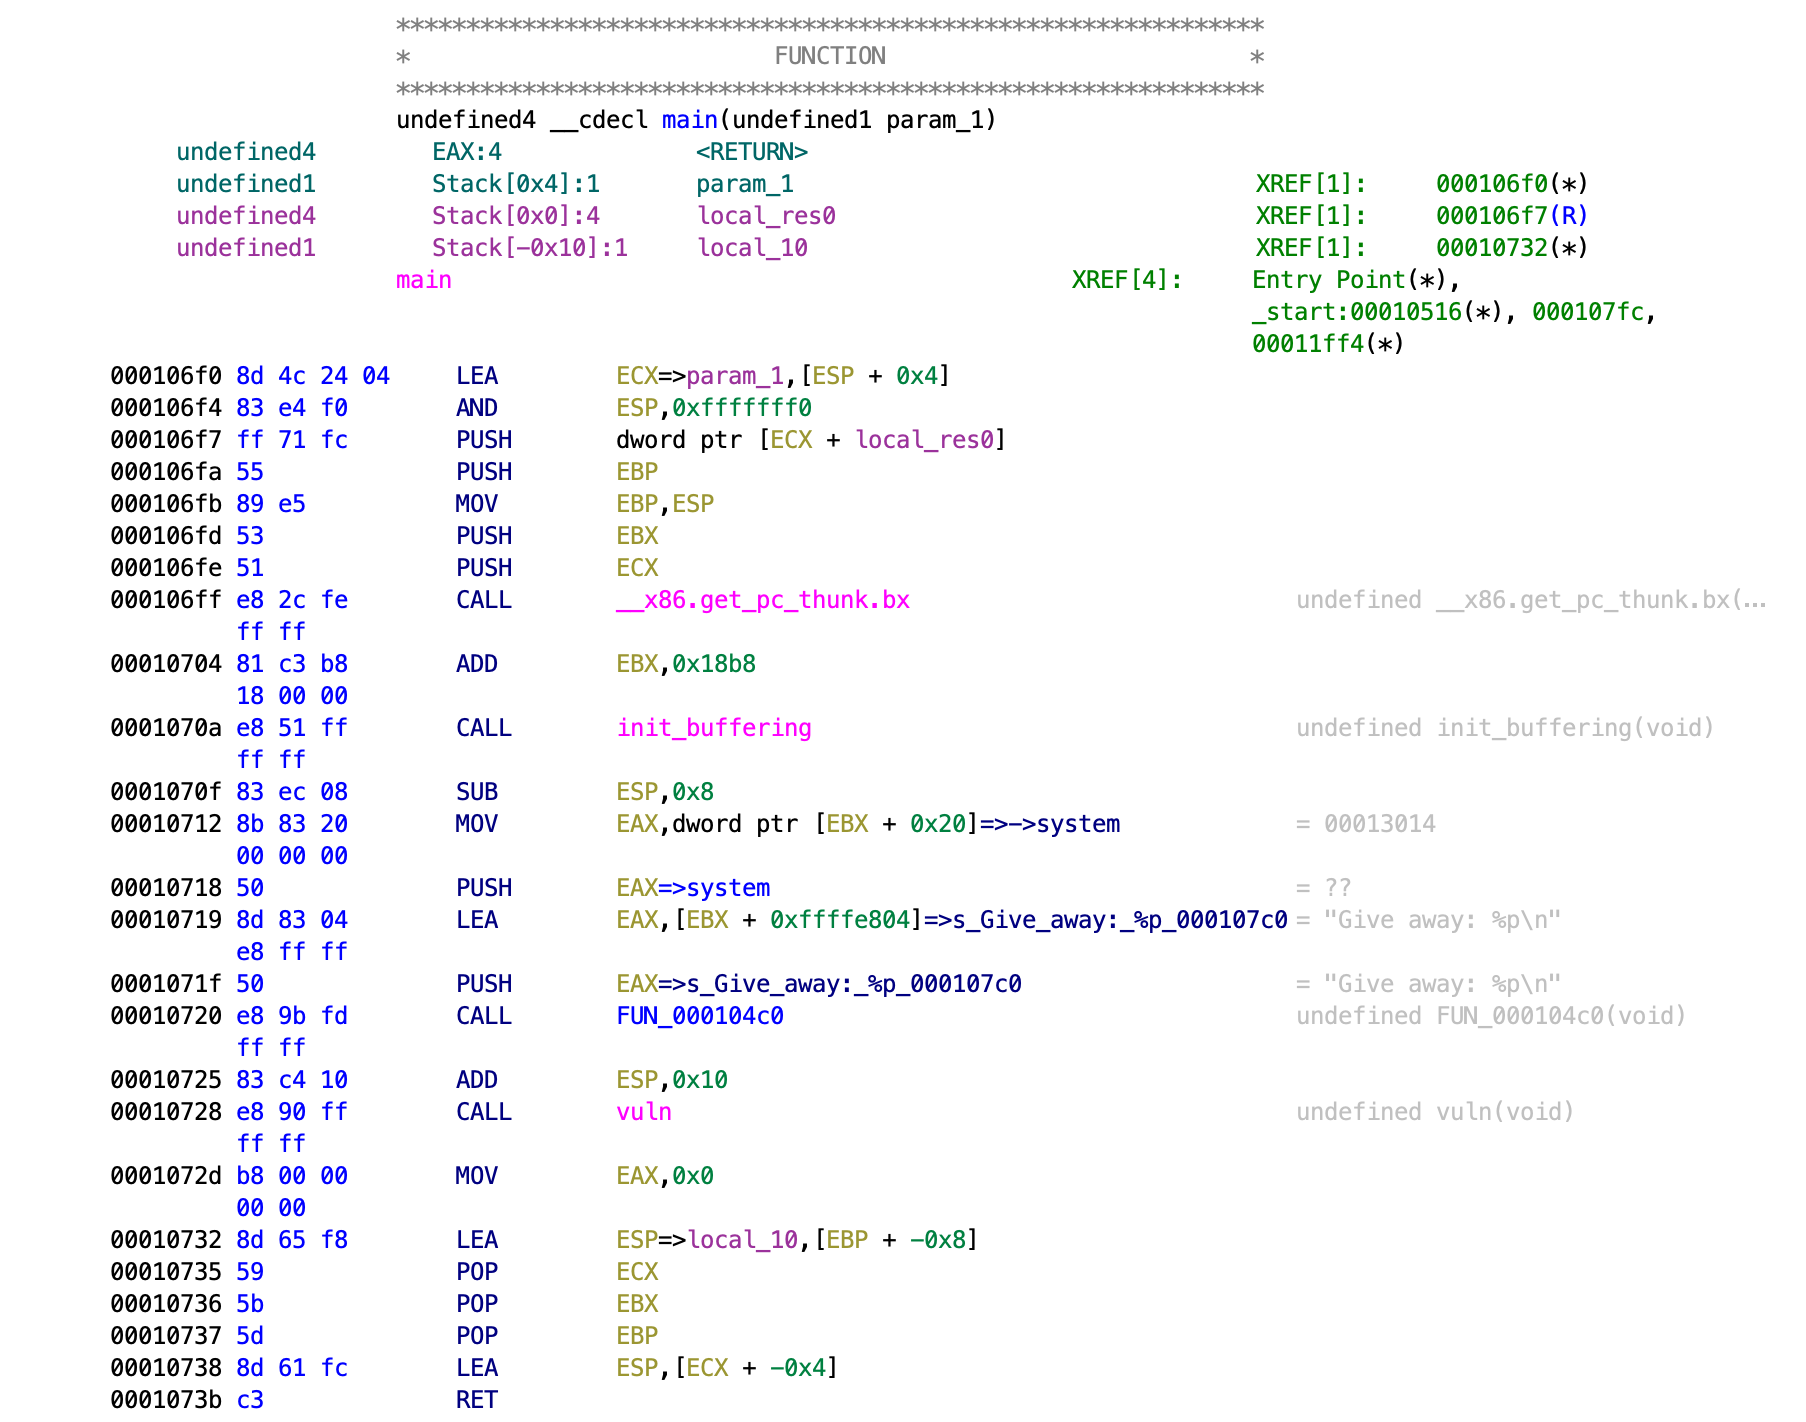 **************************************************************
*                          FUNCTION                          *
**************************************************************
undefined4 __cdecl main(undefined1 param_1)
undefined4 EAX:4 <RETURN>
undefined1 Stack[0x4]:1 param_1 XREF[1]: 000106f0(*)
undefined4 Stack[0x0]:4 local_res0 XREF[1]: 000106f7(R)
undefined1 Stack[-0x10]:1 local_10 XREF[1]: 00010732(*)
main XREF[4]: Entry Point(*),
_start:00010516(*), 000107fc,
00011ff4(*)
000106f0 8d 4c 24 04 LEA ECX=>param_1,[ESP + 0x4]
000106f4 83 e4 f0 AND ESP,0xfffffff0
000106f7 ff 71 fc PUSH dword ptr [ECX + local_res0]
000106fa 55 PUSH EBP
000106fb 89 e5 MOV EBP,ESP
000106fd 53 PUSH EBX
000106fe 51 PUSH ECX
000106ff e8 2c fe CALL __x86.get_pc_thunk.bx undefined __x86.get_pc_thunk.bx(...
ff ff
00010704 81 c3 b8 ADD EBX,0x18b8
18 00 00
0001070a e8 51 ff CALL init_buffering undefined init_buffering(void)
ff ff
0001070f 83 ec 08 SUB ESP,0x8
00010712 8b 83 20 MOV EAX,dword ptr [EBX + 0x20]=>->system = 00013014
00 00 00
00010718 50 PUSH EAX=>system = ??
00010719 8d 83 04 LEA EAX,[EBX + 0xffffe804]=>s_Give_away:_%p_000107c0 = "Give away: %p\n"
e8 ff ff
0001071f 50 PUSH EAX=>s_Give_away:_%p_000107c0 = "Give away: %p\n"
00010720 e8 9b fd CALL FUN_000104c0 undefined FUN_000104c0(void)
ff ff
00010725 83 c4 10 ADD ESP,0x10
00010728 e8 90 ff CALL vuln undefined vuln(void)
ff ff
0001072d b8 00 00 MOV EAX,0x0
00 00
00010732 8d 65 f8 LEA ESP=>local_10,[EBP + -0x8]
00010735 59 POP ECX
00010736 5b POP EBX
00010737 5d POP EBP
00010738 8d 61 fc LEA ESP,[ECX + -0x4]
0001073b c3 RET